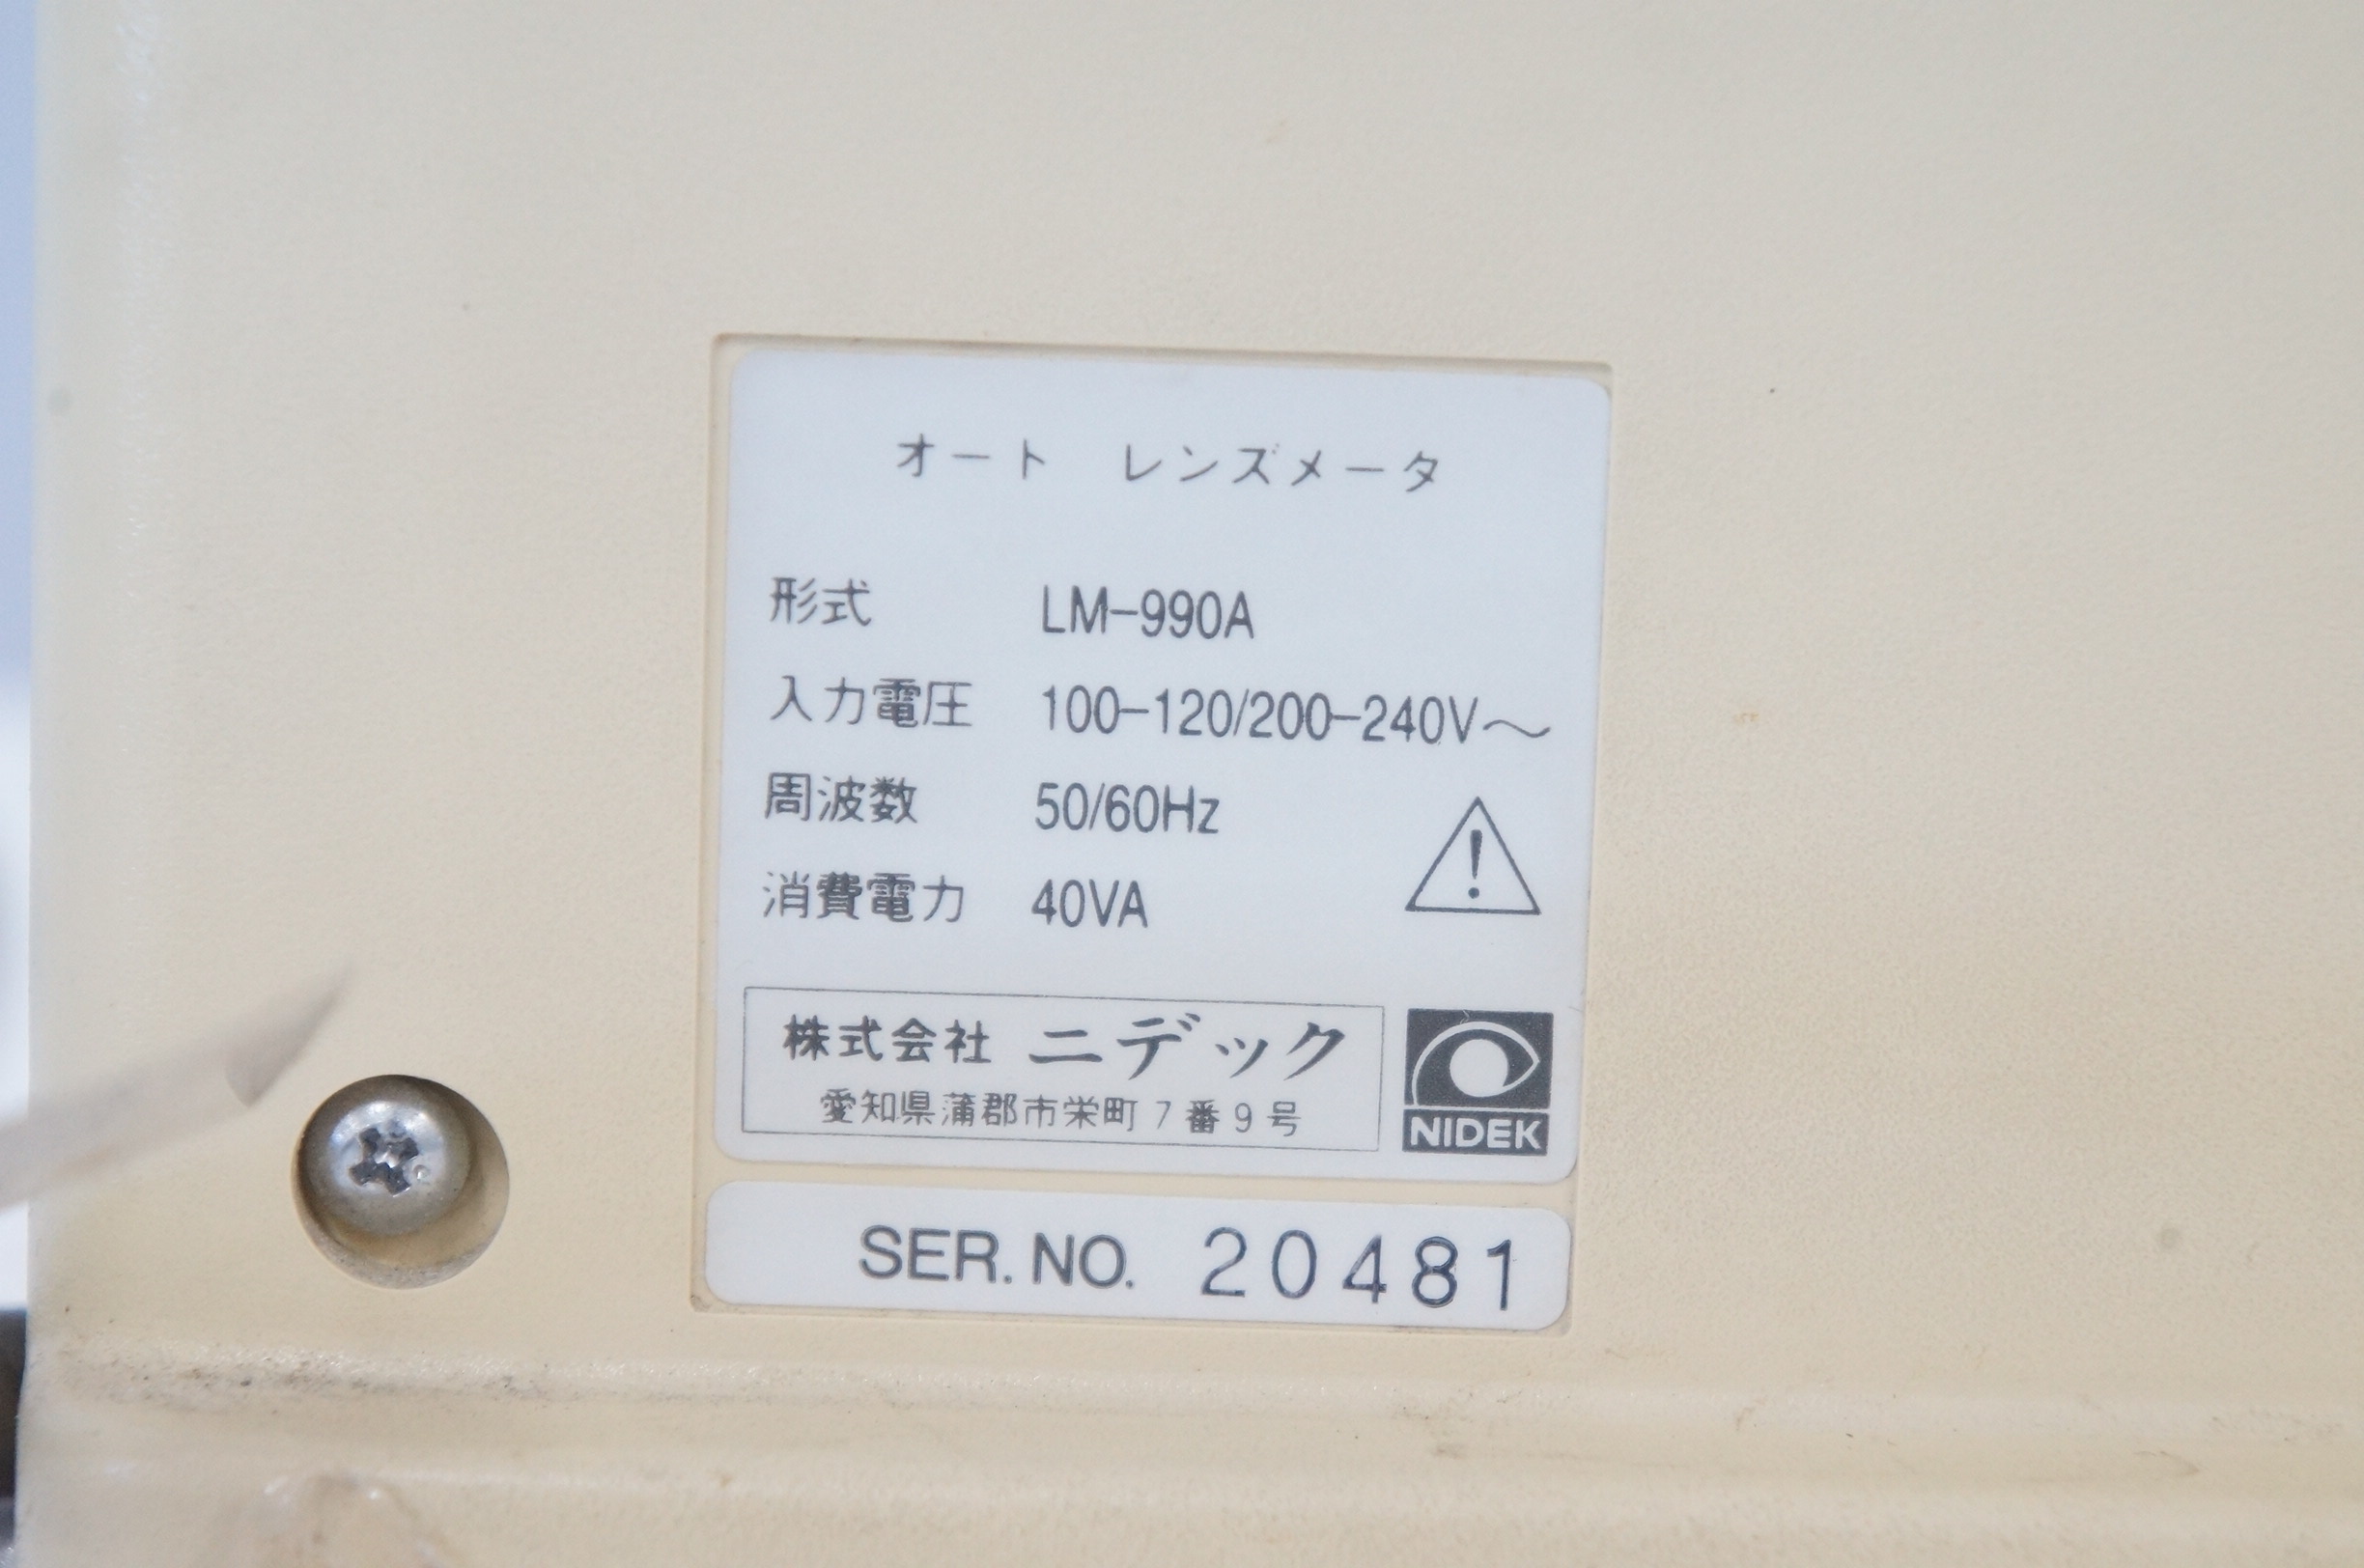 オート レンズメータ
形式 LM-990A
入力電圧 100-120/200-240V～
周波数 50/60Hz
消費電力 40VA
!
株式会社 ニデック
愛知県蒲郡市栄町7番9号
NIDEK
SER. NO. 20481